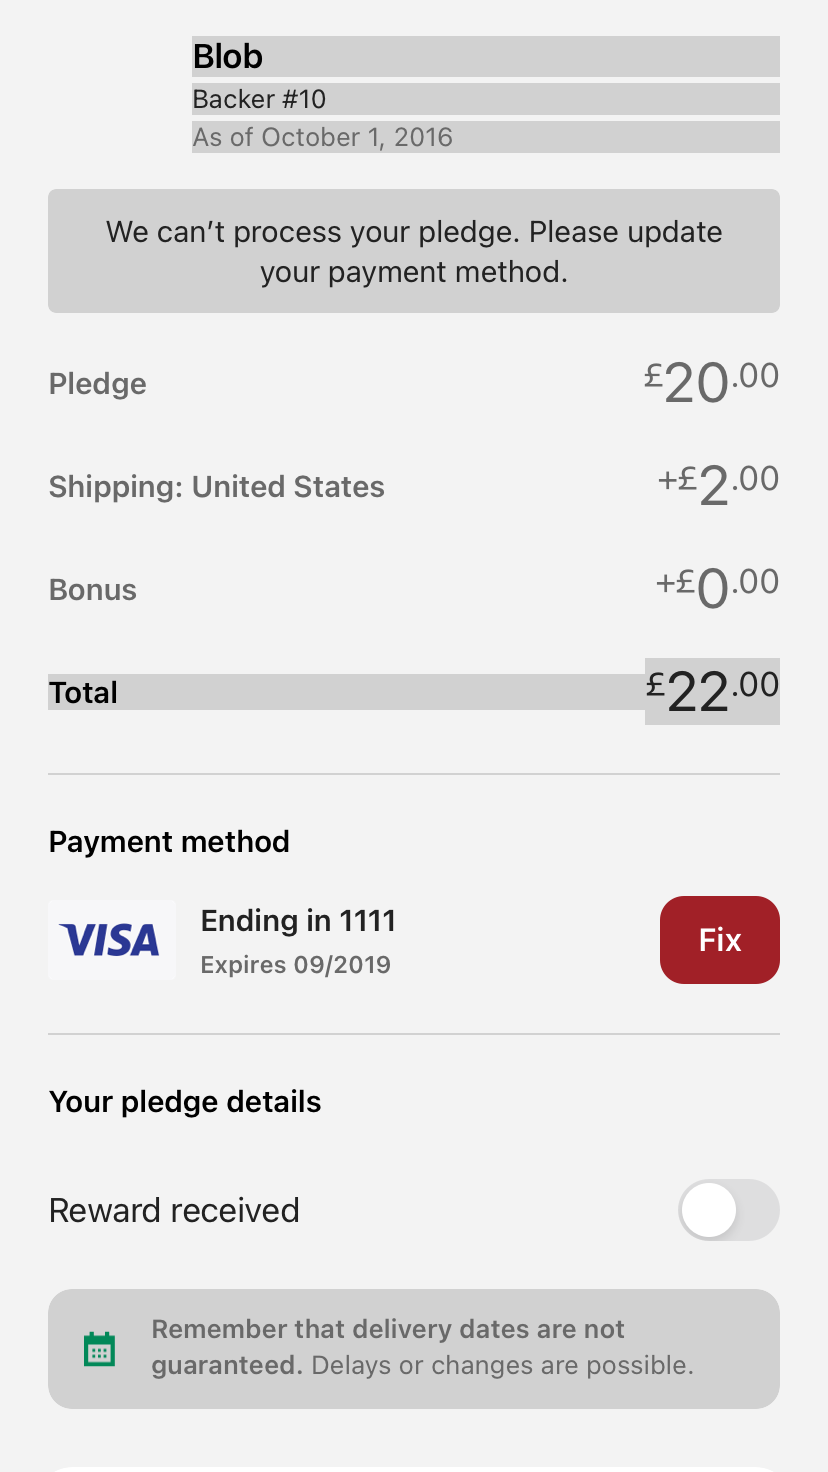 Blob
Backer #10
As of October 1, 2016
We can’t process your pledge. Please update
your payment method.
Pledge £20.00
Shipping: United States +£2.00
Bonus +£0.00
Total £22.00
Payment method
VISA
Ending in 1111
Expires 09/2019
Fix
Your pledge details
Reward received
Remember that delivery dates are not
guaranteed. Delays or changes are possible.